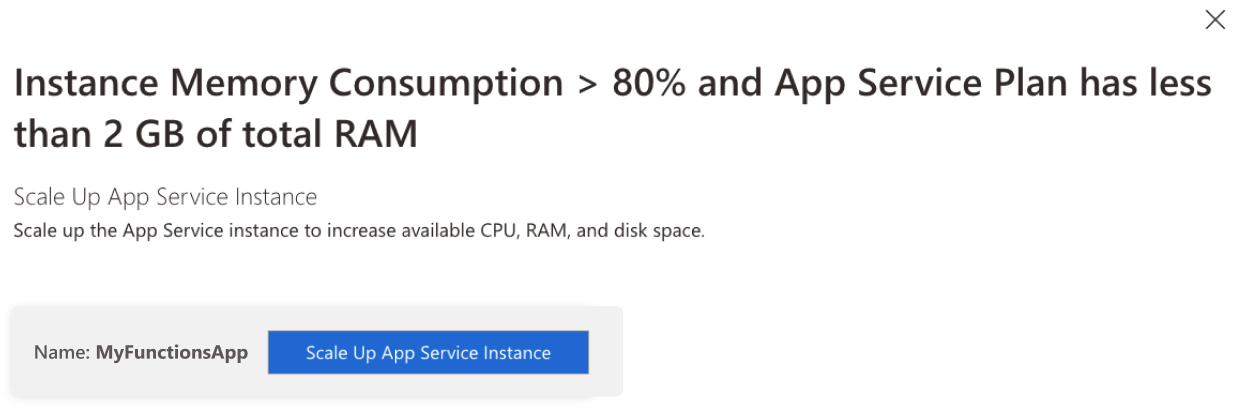 Instance Memory Consumption > 80% and App Service Plan has less
than 2 GB of total RAM
Scale Up App Service Instance
Scale up the App Service instance to increase available CPU, RAM, and disk space.
Name: MyFunctionsApp Scale Up App Service Instance